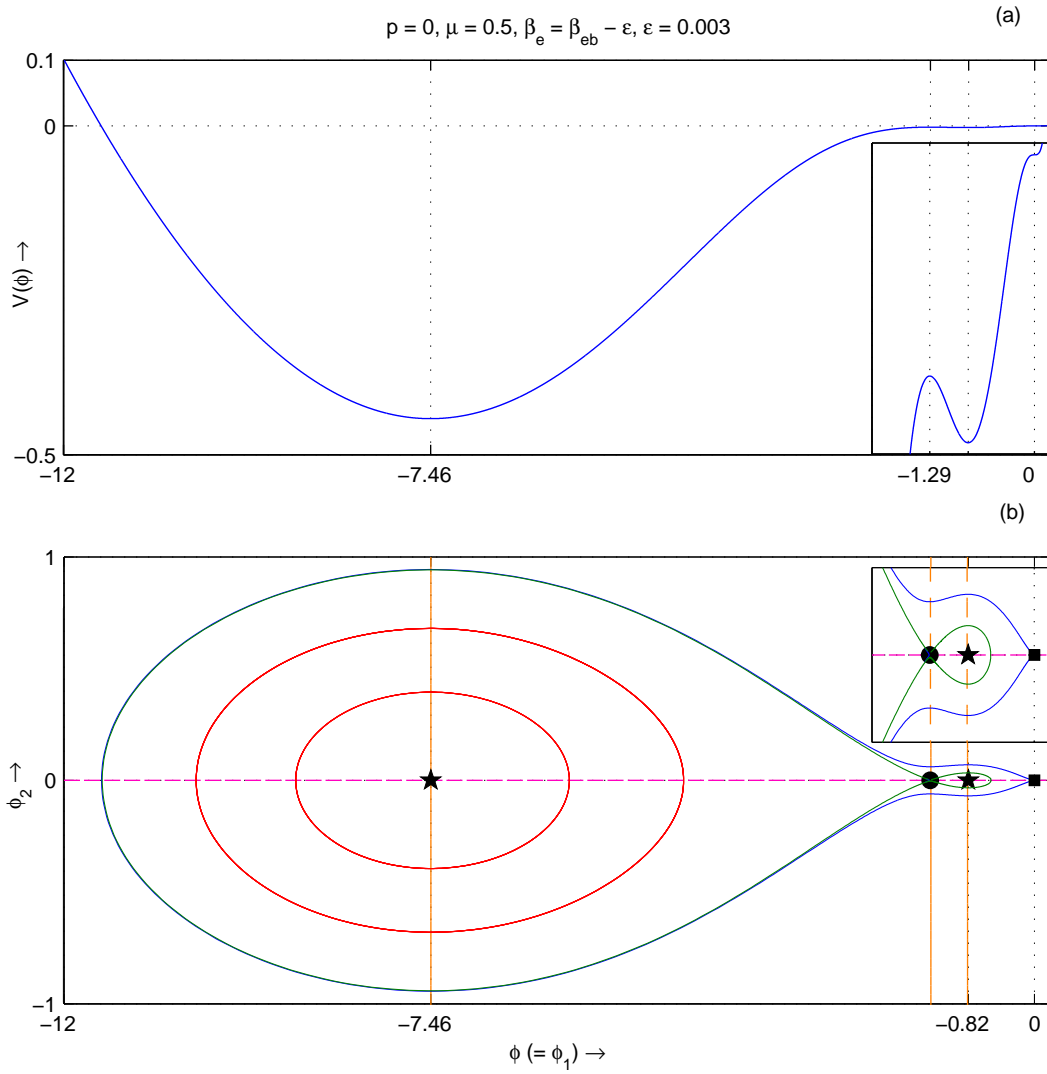 (a)
p = 0, μ = 0.5, β_e = β_eb − ε, ε = 0.003
0.1
0
−0.5
V(ϕ) →
−12 −7.46 −1.29 0
(b)
1
0
−1
ϕ_2 →
−12 −7.46 −0.82 0
ϕ (= ϕ_1) →